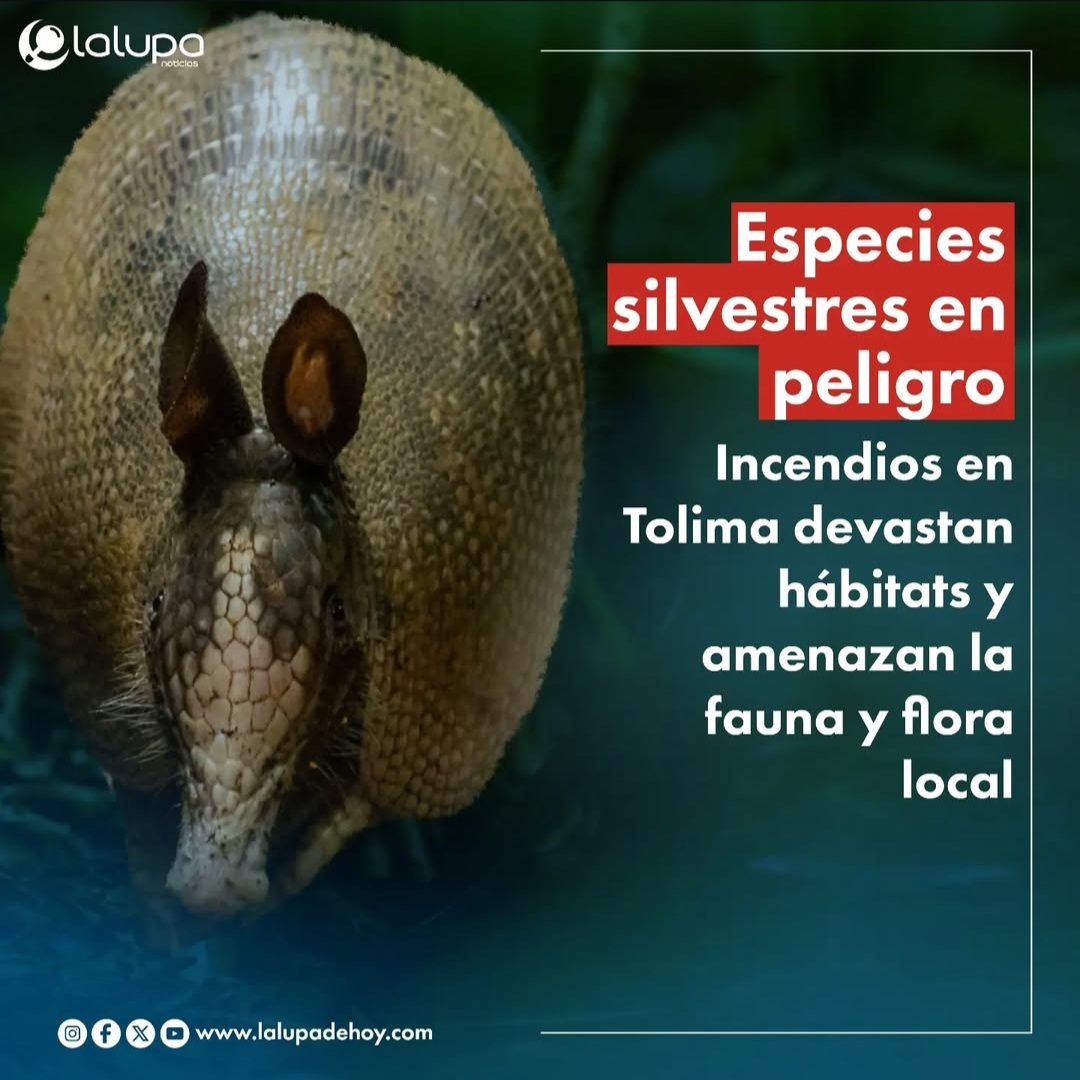 lalupa
noticias
Especies
silvestres en
peligro
Incendios en
Tolima devastan
hábitats y
amenazan la
fauna y flora
local
www.lalupadehoy.com